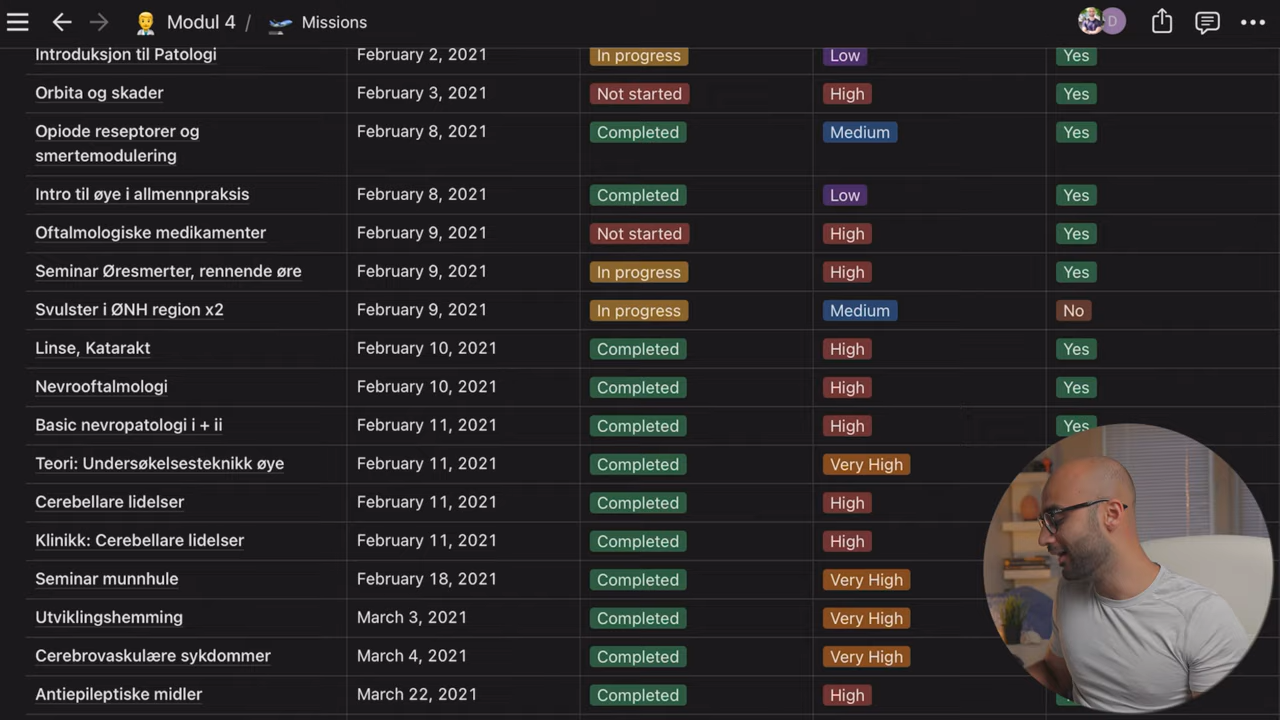 Modul 4 / Missions
D
Introduksjon til Patologi February 2, 2021 In progress Low Yes
Orbita og skader February 3, 2021 Not started High Yes
Opiode reseptorer og February 8, 2021 Completed Medium Yes
smertemodulering
Intro til øye i allmennpraksis February 8, 2021 Completed Low Yes
Oftalmologiske medikamenter February 9, 2021 Not started High Yes
Seminar Øresmerter, rennende øre February 9, 2021 In progress High Yes
Svulster i ØNH region x2 February 9, 2021 In progress Medium No
Linse, Katarakt February 10, 2021 Completed High Yes
Nevrooftalmologi February 10, 2021 Completed High Yes
Basic nevropatologi i + ii February 11, 2021 Completed High Yes
Teori: Undersøkelsesteknikk øye February 11, 2021 Completed Very High
Cerebellare lidelser February 11, 2021 Completed High
Klinikk: Cerebellare lidelser February 11, 2021 Completed High
Seminar munnhule February 18, 2021 Completed Very High
Utviklingshemming March 3, 2021 Completed Very High
Cerebrovaskulære sykdommer March 4, 2021 Completed Very High
Antiepileptiske midler March 22, 2021 Completed High